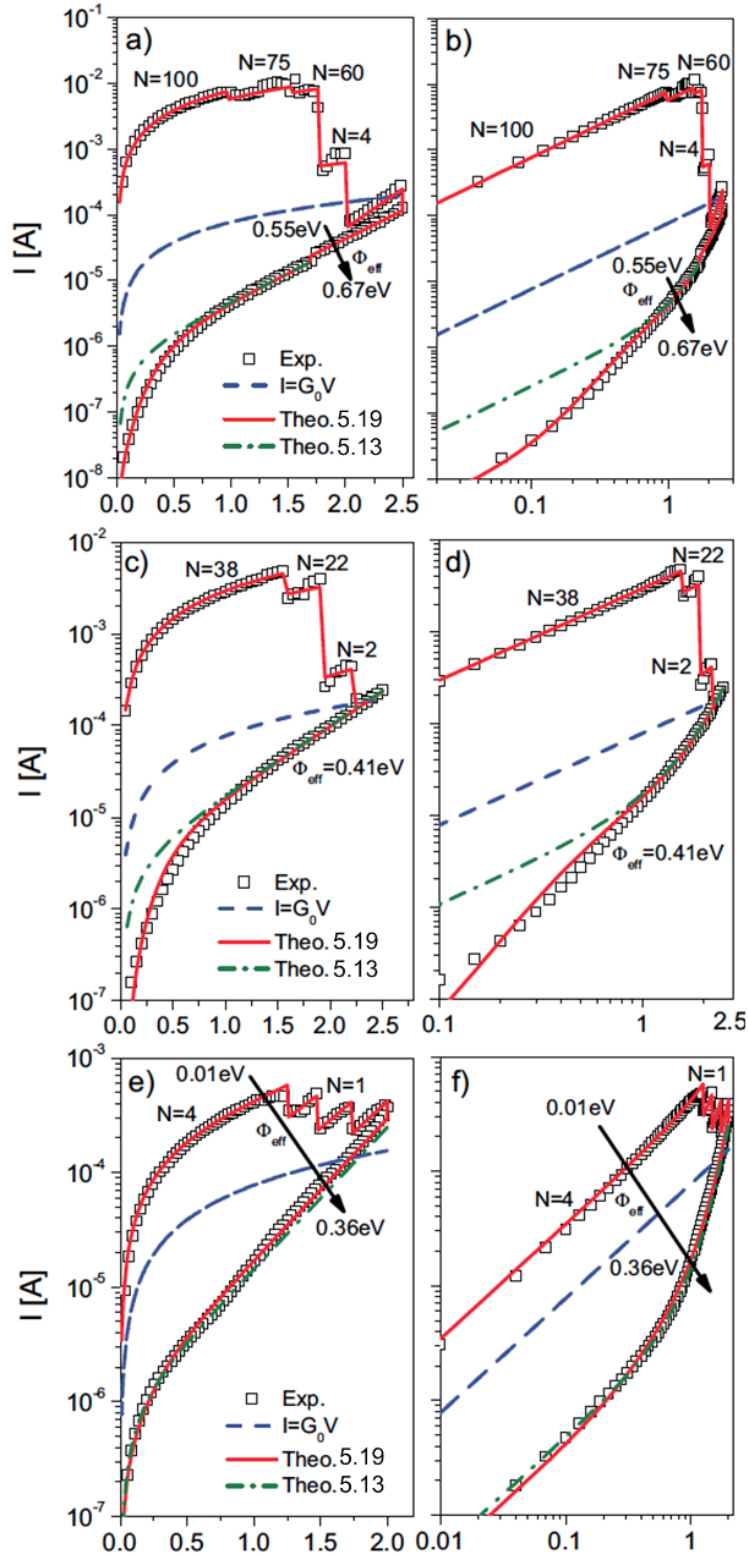 a)
N=100
N=75
N=60
N=4
0.55eV
Φeff
0.67eV
Exp.
I=G₀V
Theo.5.19
Theo.5.13
I [A]
10⁻¹
10⁻²
10⁻³
10⁻⁴
10⁻⁵
10⁻⁶
10⁻⁷
10⁻⁸
0.0 0.5 1.0 1.5 2.0 2.5
b)
N=60
N=75
N=100
N=4
0.55eV
Φeff
0.67eV
0.1 1
c)
N=38
N=22
N=2
Φeff=0.41eV
Exp.
I=G₀V
Theo.5.19
Theo.5.13
I [A]
10⁻²
10⁻³
10⁻⁴
10⁻⁵
10⁻⁶
10⁻⁷
0.0 0.5 1.0 1.5 2.0 2.5
d)
N=22
N=38
N=2
Φeff=0.41eV
0.1 1 2.5
e)
0.01eV
N=1
N=4
Φeff
0.36eV
Exp.
I=G₀V
Theo.5.19
Theo.5.13
I [A]
10⁻³
10⁻⁴
10⁻⁵
10⁻⁶
10⁻⁷
0.0 0.5 1.0 1.5 2.0
f)
N=1
0.01eV
N=4
Φeff
0.36eV
0.01 0.1 1